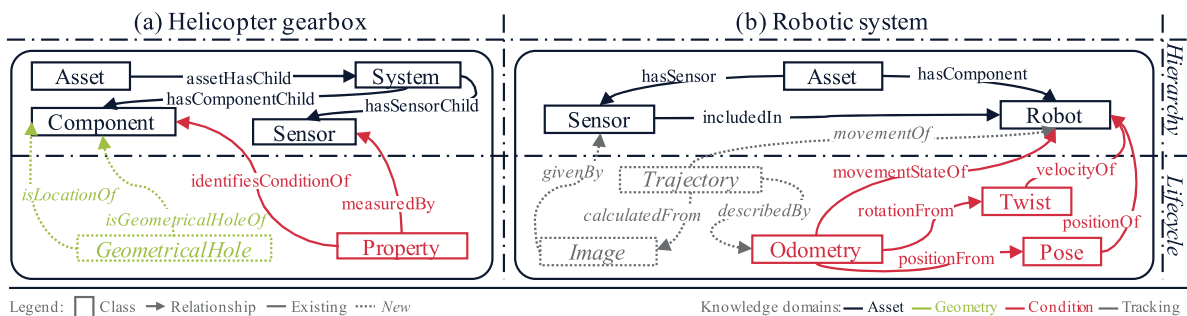 (a) Helicopter gearbox
(b) Robotic system
Asset
assetHasChild
System
hasComponentChild
hasSensorChild
Component
Sensor
identifiesConditionOf
measuredBy
isLocationOf
isGeometricalHoleOf
GeometricalHole
Property
hasSensor
Asset
hasComponent
Sensor
includedIn
Robot
movementOf
givenBy
Trajectory
movementStateOf
velocityOf
calculatedFrom
describedBy
rotationFrom
Twist
positionOf
Image
Odometry
positionFrom
Pose
Hierarchy
Lifecycle
Legend: Class Relationship Existing New
Knowledge domains: Asset Geometry Condition Tracking